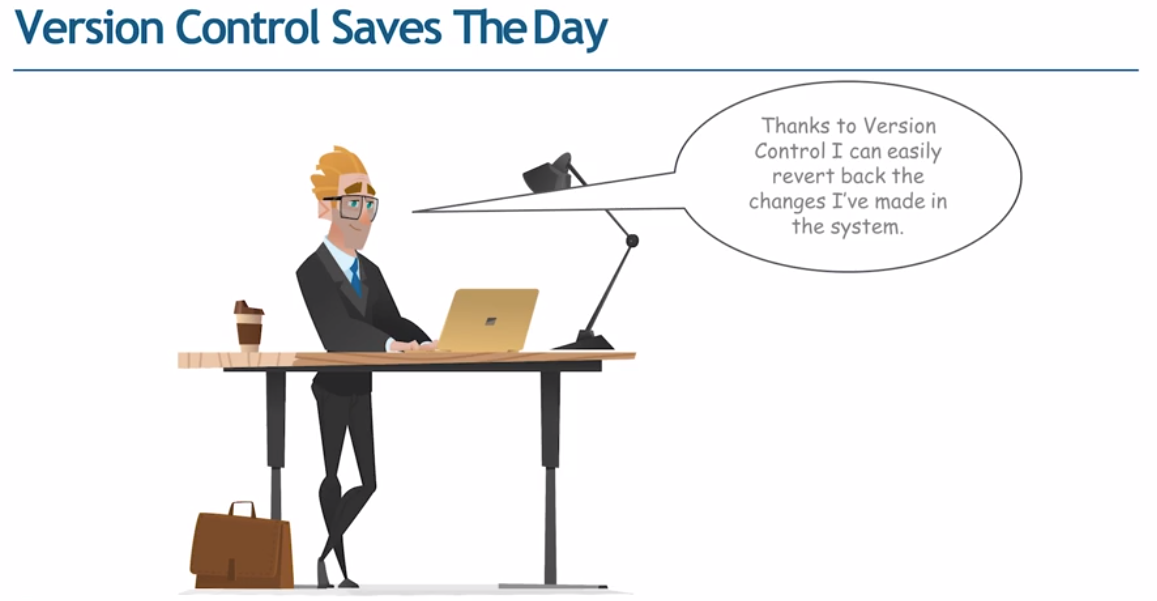 Version Control Saves The Day
Thanks to Version
Control I can easily
revert back the
changes I've made in
the system.